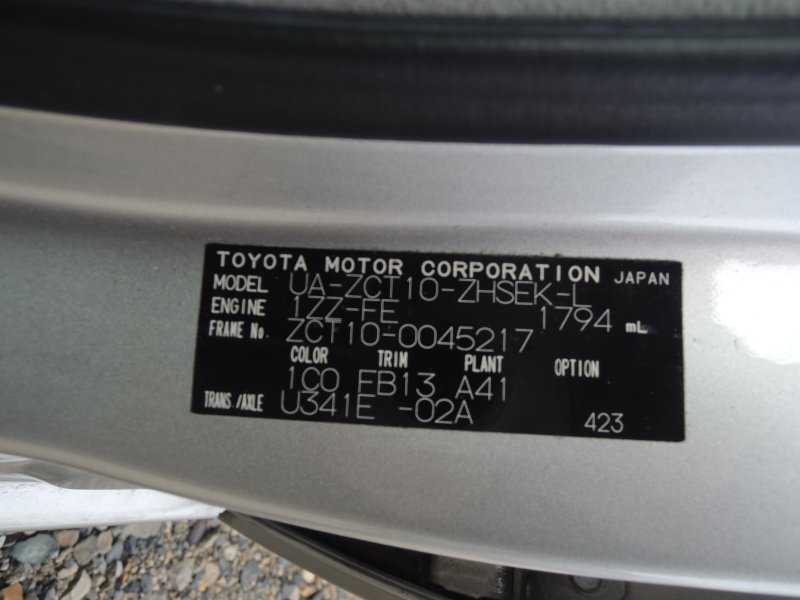 TOYOTA MOTOR CORPORATION JAPAN
MODEL UA-ZCT10-ZHSEK-L
ENGINE 1ZZ-FE 1794 mL
FRAME No. ZCT10-0045217
COLOR TRIM PLANT OPTION
1C0 FB13 A41
TRANS/AXLE U341E -02A 423